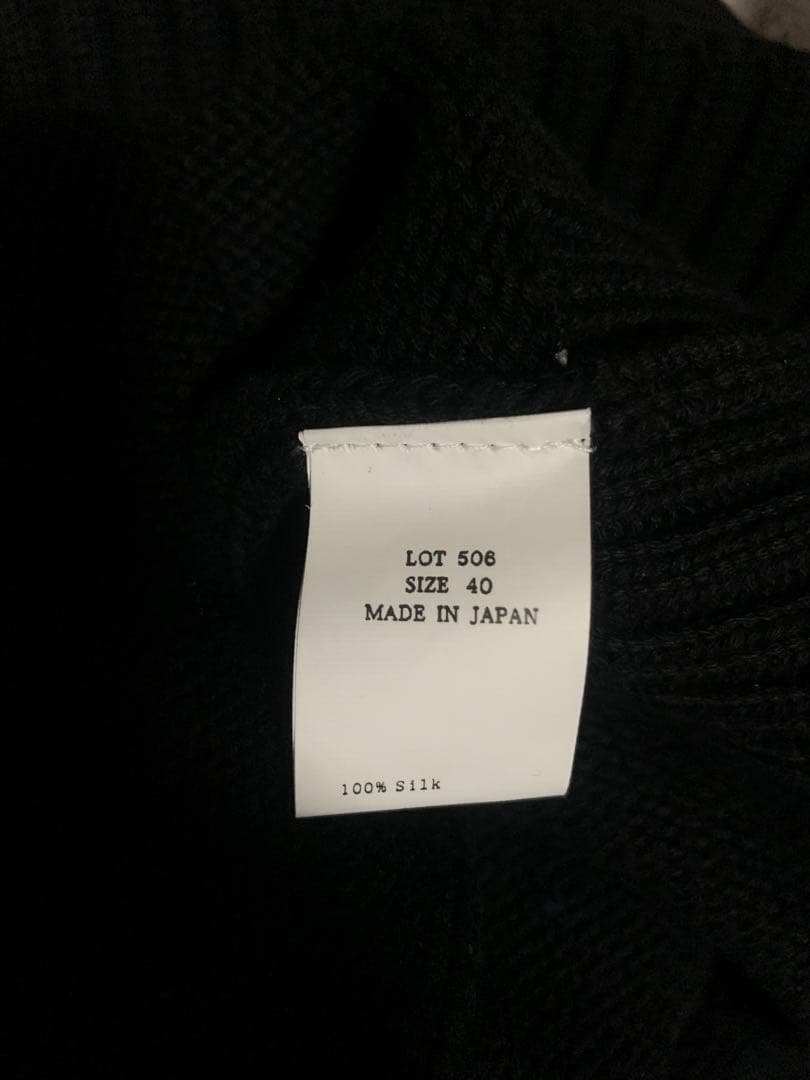 LOT 506
SIZE 40
MADE IN JAPAN
100% Silk